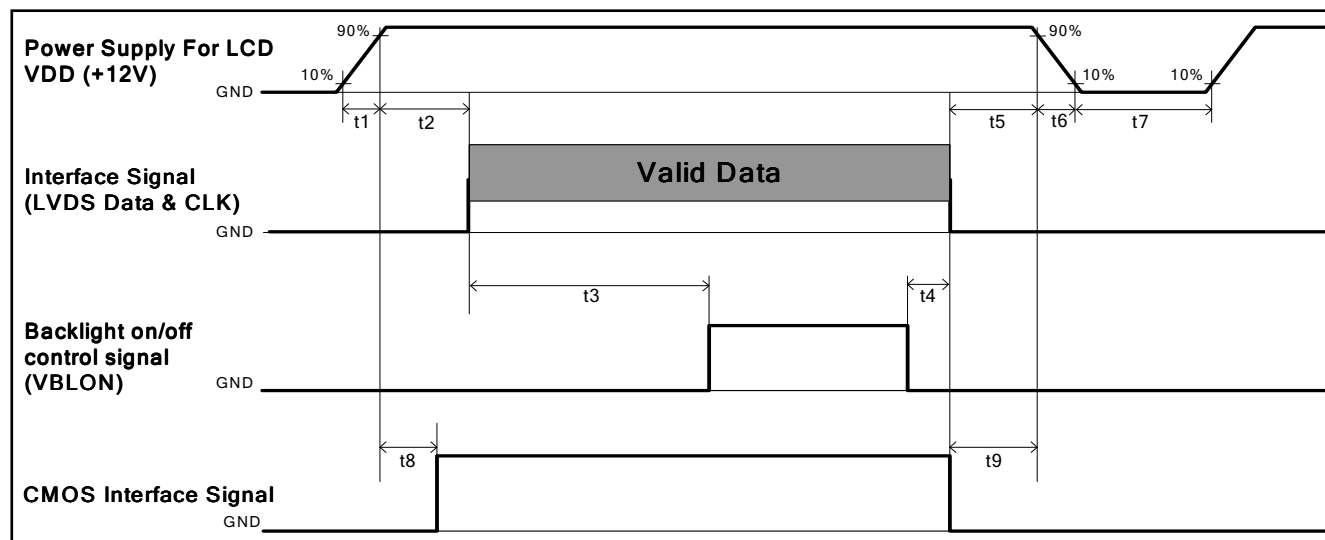 Power Supply For LCD
VDD (+12V)
90%
10%
GND
90%
10%
10%
t1
t2
t5
t6
t7
Valid Data
Interface Signal
(LVDS Data & CLK)
GND
t3
t4
Backlight on/off
control signal
(VBLON)
GND
t8
t9
CMOS Interface Signal
GND